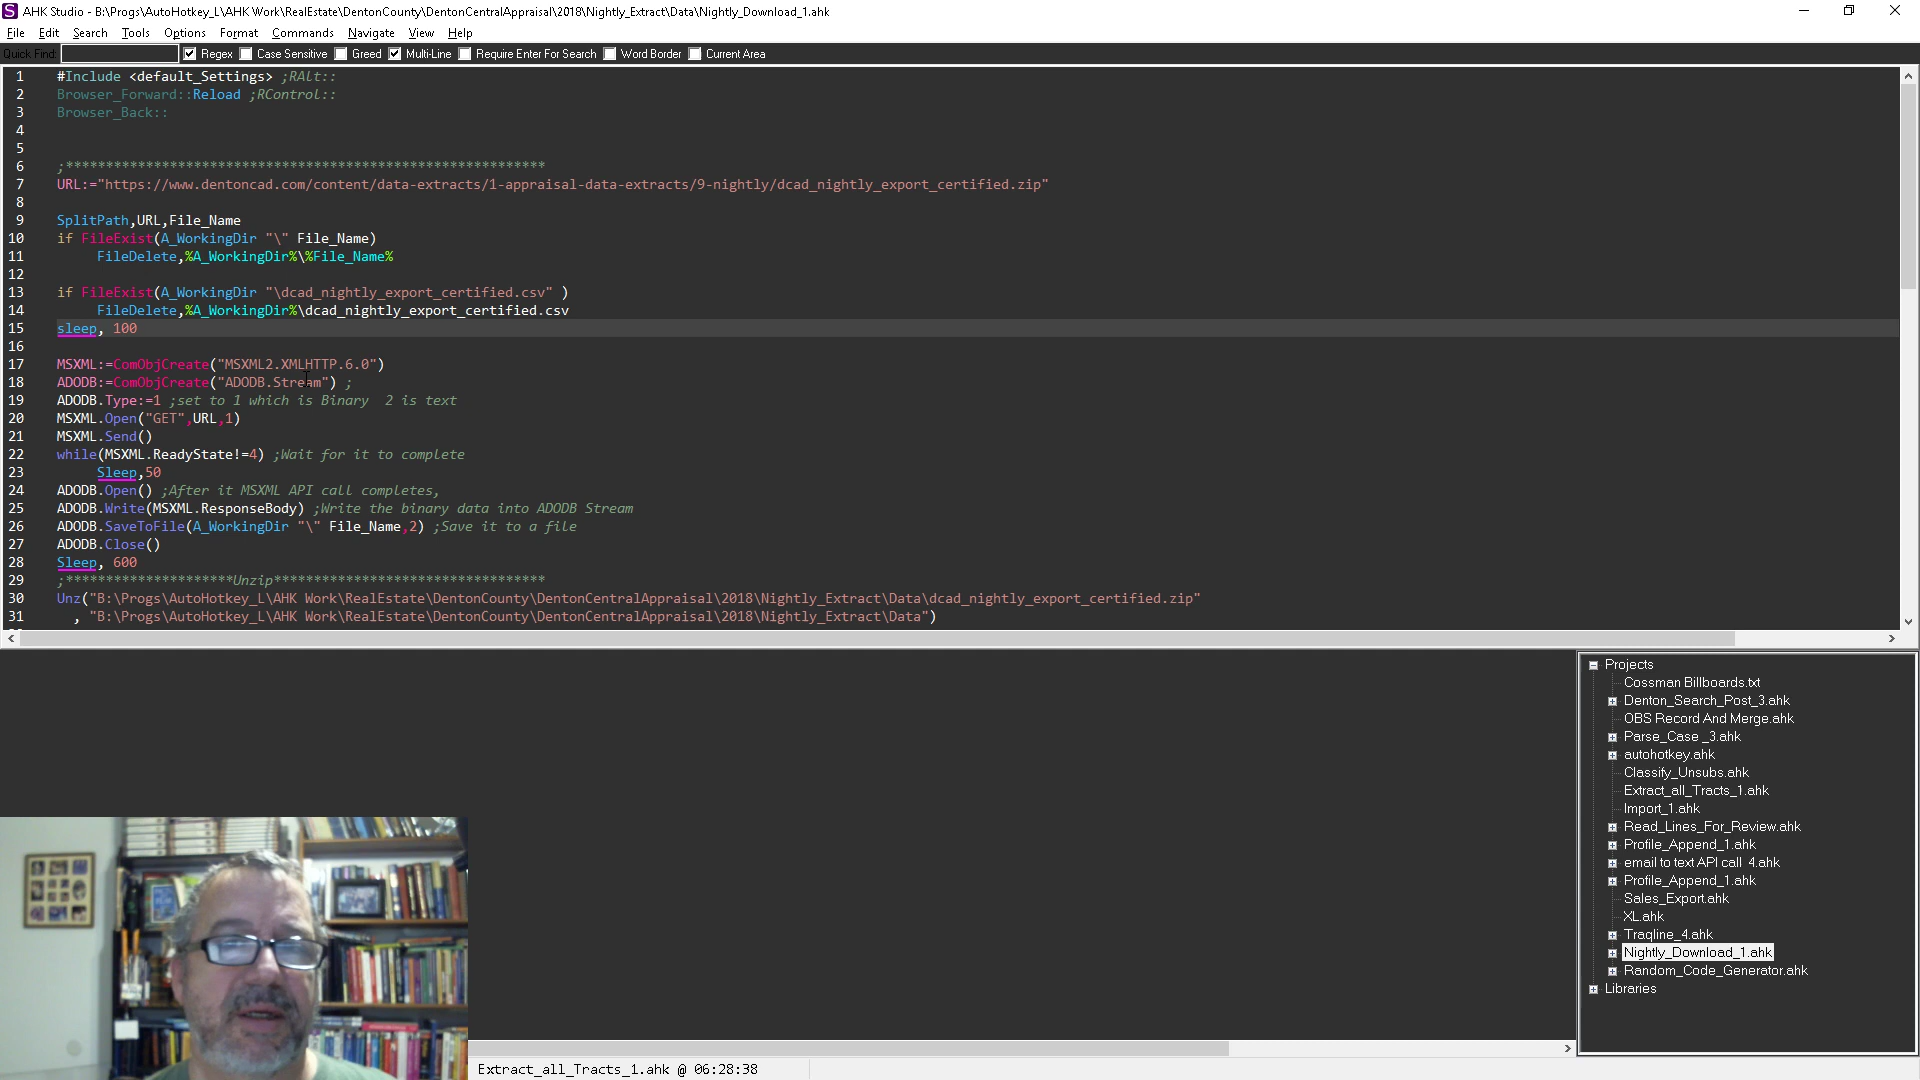 AHK Studio - B:\Progs\AutoHotkey_L\AHK Work\RealEstate\DentonCounty\DentonCentralAppraisal\2018\Nightly_Extract\Data\Nightly_Download_1.ahk
File Edit Search Tools Options Format Commands Navigate View Help
Quick Find: Regex Case Sensitive Greed Multi-Line Require Enter For Search Word Border Current Area
1 #Include <default_Settings> ;RAlt::
2 Browser_Forward::Reload ;RControl::
3 Browser_Back::
4
5
6 ;************************************************************
7 URL:="https://www.dentoncad.com/content/data-extracts/1-appraisal-data-extracts/9-nightly/dcad_nightly_export_certified.zip"
8
9 SplitPath,URL,File_Name
10 if FileExist(A_WorkingDir "\" File_Name)
11 FileDelete,%A_WorkingDir%\%File_Name%
12
13 if FileExist(A_WorkingDir "\dcad_nightly_export_certified.csv" )
14 FileDelete,%A_WorkingDir%\dcad_nightly_export_certified.csv
15 sleep, 100
16
17 MSXML:=ComObjCreate("MSXML2.XMLHTTP.6.0")
18 ADODB:=ComObjCreate("ADODB.Stream") ;
19 ADODB.Type:=1 ;set to 1 which is Binary  2 is text
20 MSXML.Open("GET",URL,1)
21 MSXML.Send()
22 while(MSXML.ReadyState!=4) ;Wait for it to complete
23 Sleep,50
24 ADODB.Open() ;After it MSXML API call completes,
25 ADODB.Write(MSXML.ResponseBody) ;Write the binary data into ADODB Stream
26 ADODB.SaveToFile(A_WorkingDir "\" File_Name,2) ;Save it to a file
27 ADODB.Close()
28 Sleep, 600
29 ;*********************Unzip**********************************
30 Unz("B:\Progs\AutoHotkey_L\AHK Work\RealEstate\DentonCounty\DentonCentralAppraisal\2018\Nightly_Extract\Data\dcad_nightly_export_certified.zip"
31 , "B:\Progs\AutoHotkey_L\AHK Work\RealEstate\DentonCounty\DentonCentralAppraisal\2018\Nightly_Extract\Data")
Projects
Cossman Billboards.txt
Denton_Search_Post_3.ahk
OBS Record And Merge.ahk
Parse_Case _3.ahk
autohotkey.ahk
Classify_Unsubs.ahk
Extract_all_Tracts_1.ahk
Import_1.ahk
Read_Lines_For_Review.ahk
Profile_Append_1.ahk
email to text API call  4.ahk
Profile_Append_1.ahk
Sales_Export.ahk
XL.ahk
Traqline_4.ahk
Nightly_Download_1.ahk
Random_Code_Generator.ahk
Libraries
Extract_all_Tracts_1.ahk @ 06:28:38